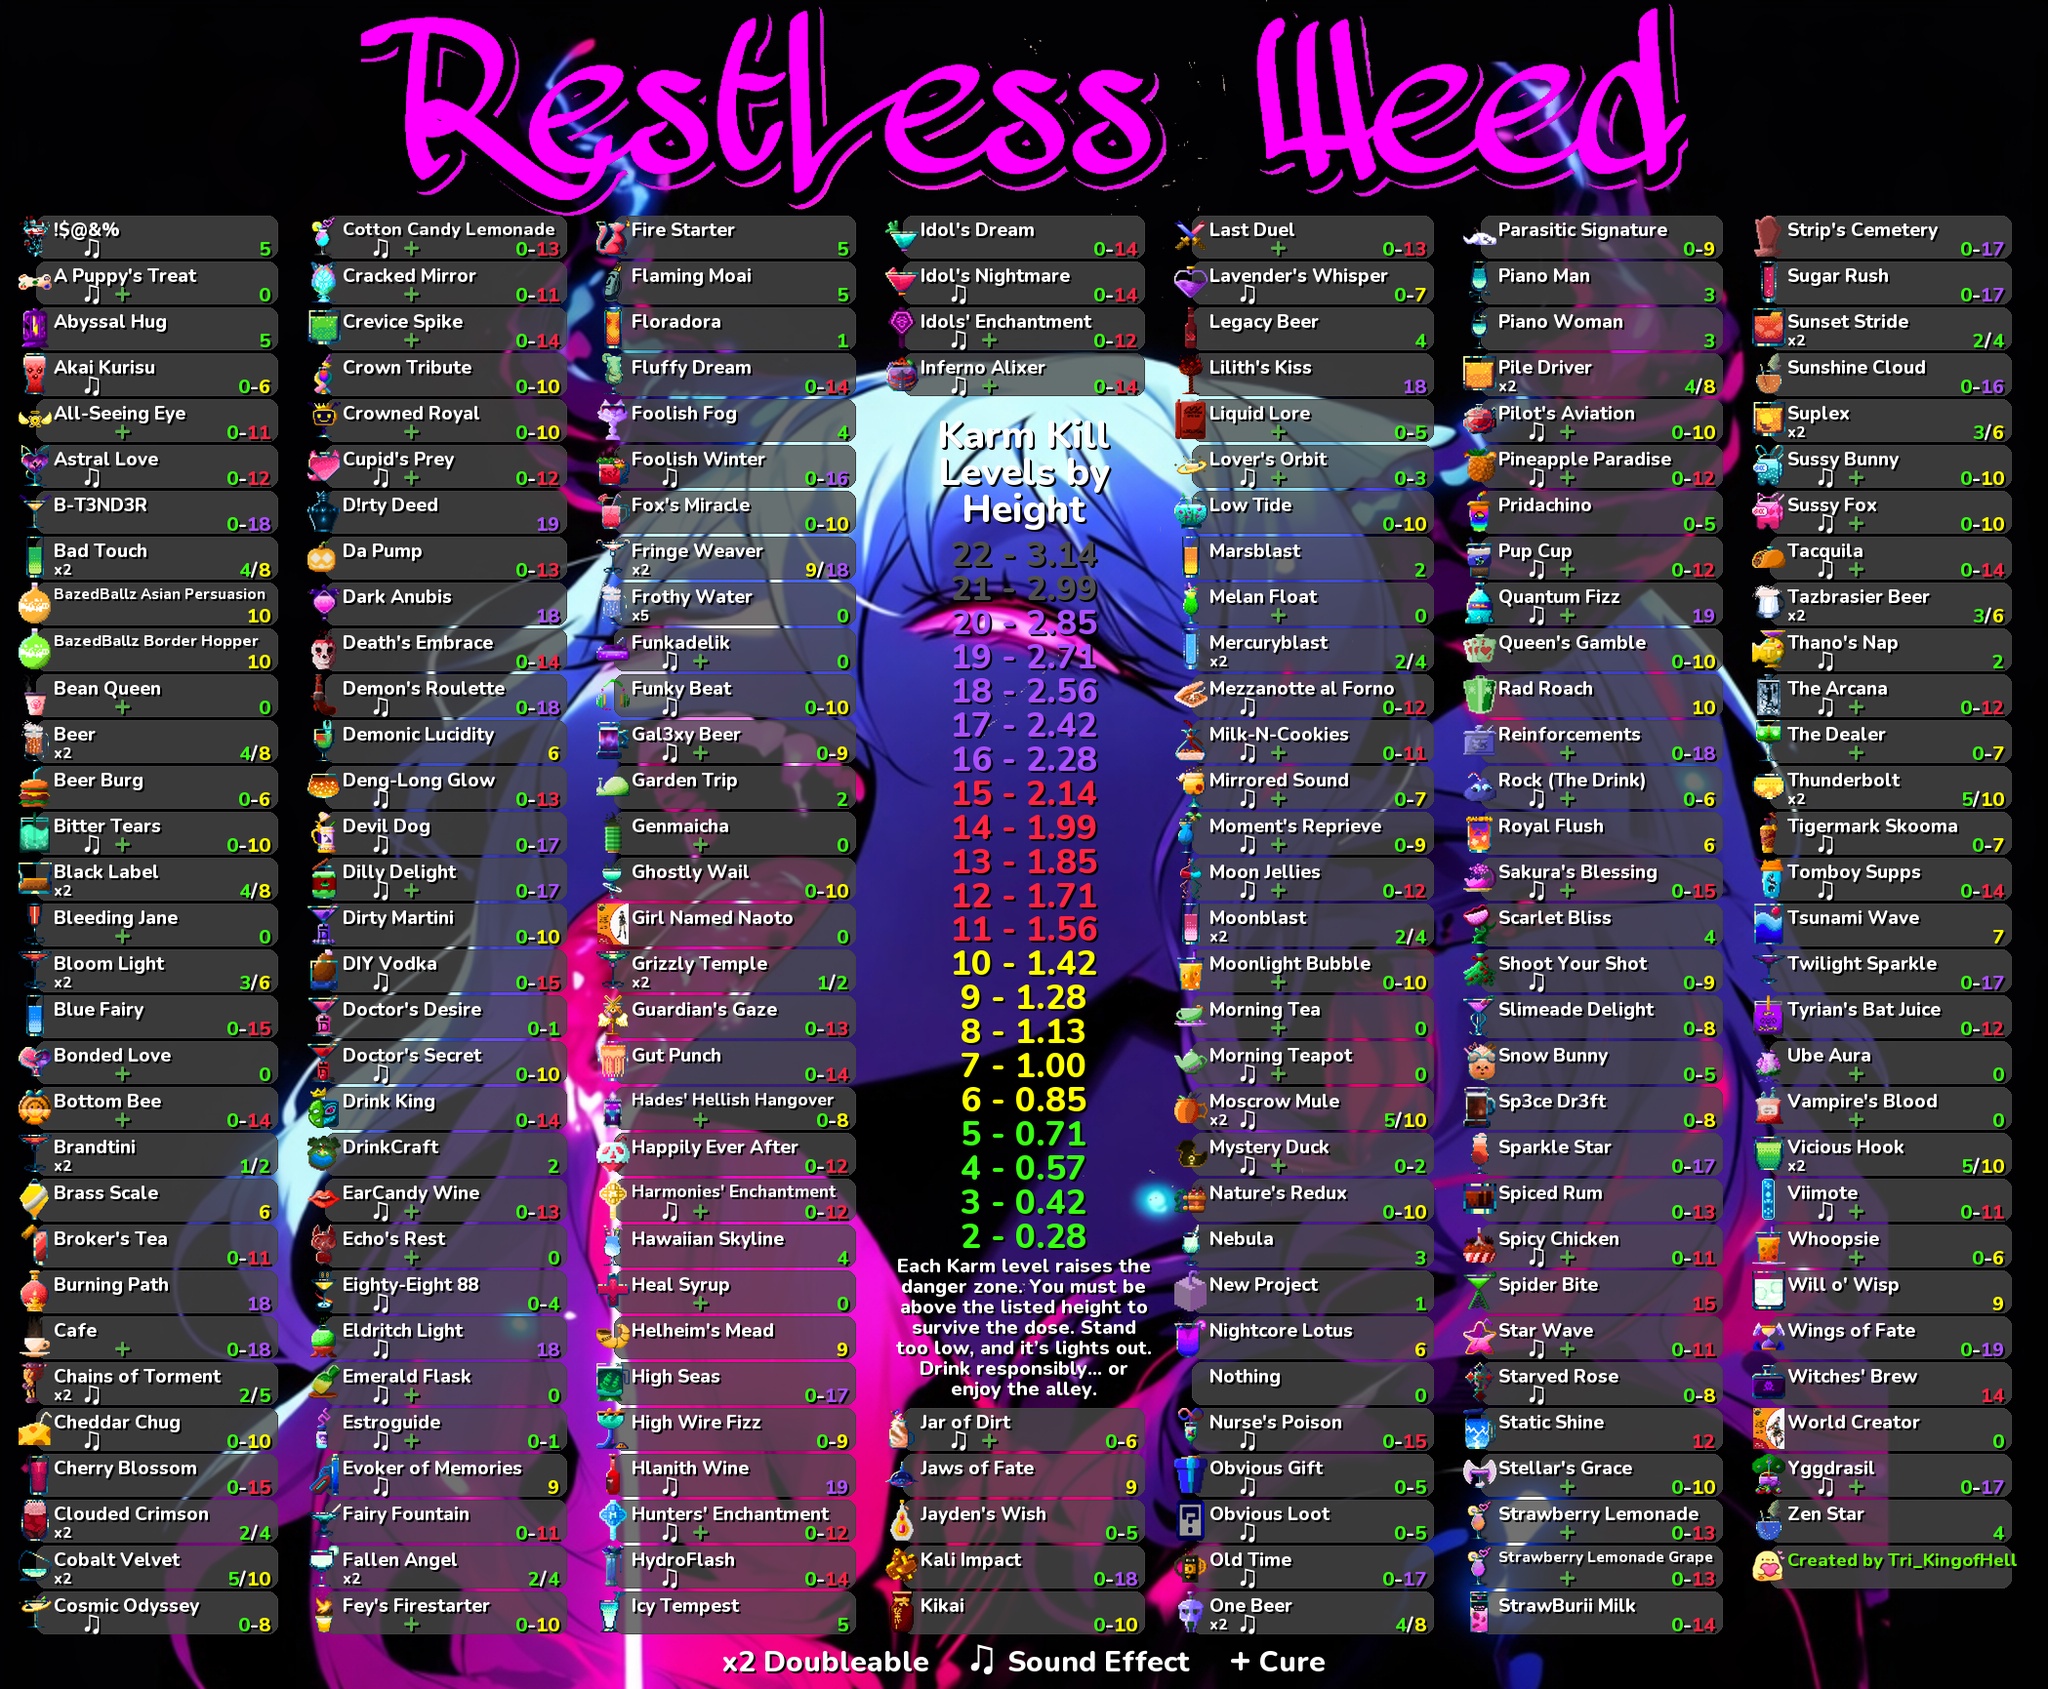 Restless Weed
!$@&%
♫
5
A Puppy's Treat
♫ +
0
Abyssal Hug
5
Akai Kurisu
♫
0-6
All-Seeing Eye
+
0-11
Astral Love
♫
0-12
B-T3ND3R
0-18
Bad Touch
x2
4/8
BazedBallz Asian Persuasion
10
BazedBallz Border Hopper
10
Bean Queen
+
0
Beer
x2
4/8
Beer Burg
0-6
Bitter Tears
♫ +
0-10
Black Label
x2
4/8
Bleeding Jane
+
0
Bloom Light
x2
3/6
Blue Fairy
0-15
Bonded Love
+
0
Bottom Bee
+
0-14
Brandtini
x2
1/2
Brass Scale
6
Broker's Tea
0-11
Burning Path
18
Cafe
+
0-18
Chains of Torment
x2 ♫
2/5
Cheddar Chug
♫
0-10
Cherry Blossom
0-15
Clouded Crimson
x2
2/4
Cobalt Velvet
x2
5/10
Cosmic Odyssey
♫
0-8
Cotton Candy Lemonade
♫ +
0-13
Cracked Mirror
+
0-11
Crevice Spike
+
0-14
Crown Tribute
0-10
Crowned Royal
+
0-10
Cupid's Prey
♫ +
0-12
D!rty Deed
19
Da Pump
0-13
Dark Anubis
18
Death's Embrace
0-14
Demon's Roulette
♫
0-18
Demonic Lucidity
6
Deng-Long Glow
♫
0-13
Devil Dog
♫
0-17
Dilly Delight
♫ +
0-17
Dirty Martini
0-10
DIY Vodka
0-15
Doctor's Desire
0-1
Doctor's Secret
♫
0-10
Drink King
0-14
DrinkCraft
2
EarCandy Wine
♫ +
0-13
Echo's Rest
+
0
Eighty-Eight 88
♫
0-4
Eldritch Light
♫
18
Emerald Flask
♫ +
0
Estroguide
♫ +
0-1
Evoker of Memories
♫
9
Fairy Fountain
0-11
Fallen Angel
x2
2/4
Fey's Firestarter
+
0-10
Fire Starter
5
Flaming Moai
5
Floradora
1
Fluffy Dream
0-14
Foolish Fog
4
Foolish Winter
♫
0-16
Fox's Miracle
0-10
Fringe Weaver
x2
9/18
Frothy Water
x5
0
Funkadelik
♫ +
0
Funky Beat
♫
0-10
Gal3xy Beer
♫ +
0-9
Garden Trip
2
Genmaicha
+
0
Ghostly Wail
0-10
Girl Named Naoto
0
Grizzly Temple
x2
1/2
Guardian's Gaze
0-13
Gut Punch
0-14
Hades' Hellish Hangover
+
0-8
Happily Ever After
0-12
Harmonies' Enchantment
♫ +
0-12
Hawaiian Skyline
4
Heal Syrup
+
0
Helheim's Mead
9
High Seas
0-17
High Wire Fizz
0-9
Hlanith Wine
19
Hunters' Enchantment
♫ +
0-12
HydroFlash
♫
0-14
Icy Tempest
5
Idol's Dream
0-14
Idol's Nightmare
♫
0-14
Idols' Enchantment
♫ +
0-12
Inferno Alixer
♫ +
0-14
Karm Kill
Levels by
Height
22 - 3.14
21 - 2.99
20 - 2.85
19 - 2.71
18 - 2.56
17 - 2.42
16 - 2.28
15 - 2.14
14 - 1.99
13 - 1.85
12 - 1.71
11 - 1.56
10 - 1.42
9 - 1.28
8 - 1.13
7 - 1.00
6 - 0.85
5 - 0.71
4 - 0.57
3 - 0.42
2 - 0.28
Each Karm level raises the
danger zone. You must be
above the listed height to
survive the dose. Stand
too low, and it's lights out.
Drink responsibly... or
enjoy the alley.
Jar of Dirt
♫ +
0-6
Jaws of Fate
9
Jayden's Wish
0-5
Kali Impact
0-18
Kikai
0-10
Last Duel
+
0-13
Lavender's Whisper
♫
0-7
Legacy Beer
4
Lilith's Kiss
18
Liquid Lore
+
0-5
Lover's Orbit
♫ +
0-3
Low Tide
0-10
Marsblast
2
Melan Float
+
0
Mercuryblast
x2
2/4
Mezzanotte al Forno
♫
0-12
Milk-N-Cookies
♫ +
0-11
Mirrored Sound
♫ +
0-7
Moment's Reprieve
♫ +
0-9
Moon Jellies
♫ +
0-12
Moonblast
x2
2/4
Moonlight Bubble
+
0-10
Morning Tea
+
0
Morning Teapot
♫ +
0
Moscrow Mule
x2 ♫
5/10
Mystery Duck
♫ +
0-2
Nature's Redux
0-10
Nebula
3
New Project
1
Nightcore Lotus
6
Nothing
0
Nurse's Poison
♫
0-15
Obvious Gift
♫
0-5
Obvious Loot
♫
0-5
Old Time
♫
0-17
One Beer
x2 ♫
4/8
Parasitic Signature
0-9
Piano Man
3
Piano Woman
3
Pile Driver
x2
4/8
Pilot's Aviation
♫ +
0-10
Pineapple Paradise
♫ +
0-12
Pridachino
0-5
Pup Cup
♫ +
0-12
Quantum Fizz
♫ +
19
Queen's Gamble
0-10
Rad Roach
10
Reinforcements
+
0-18
Rock (The Drink)
♫ +
0-6
Royal Flush
6
Sakura's Blessing
♫ +
0-15
Scarlet Bliss
4
Shoot Your Shot
♫
0-9
Slimeade Delight
0-8
Snow Bunny
0-5
Sp3ce Dr3ft
0-8
Sparkle Star
0-17
Spiced Rum
0-13
Spicy Chicken
♫ +
0-11
Spider Bite
15
Star Wave
♫ +
0-11
Starved Rose
♫
0-8
Static Shine
12
Stellar's Grace
+
0-10
Strawberry Lemonade
+
0-13
Strawberry Lemonade Grape
+
0-13
StrawBurii Milk
0-14
Strip's Cemetery
0-17
Sugar Rush
0-17
Sunset Stride
x2
2/4
Sunshine Cloud
0-16
Suplex
x2
3/6
Sussy Bunny
♫ +
0-10
Sussy Fox
♫ +
0-10
Tacquila
♫ +
0-14
Tazbrasier Beer
x2
3/6
Thano's Nap
♫
2
The Arcana
♫ +
0-12
The Dealer
+
0-7
Thunderbolt
x2
5/10
Tigermark Skooma
♫
0-7
Tomboy Supps
♫
0-14
Tsunami Wave
7
Twilight Sparkle
0-17
Tyrian's Bat Juice
0-12
Ube Aura
+
0
Vampire's Blood
+
0
Vicious Hook
x2
5/10
Viimote
♫ +
0-11
Whoopsie
+
0-6
Will o' Wisp
9
Wings of Fate
0-19
Witches' Brew
14
World Creator
0
Yggdrasil
♫ +
0-17
Zen Star
4
Created by Tri_KingofHell
x2 Doubleable ♫ Sound Effect + Cure